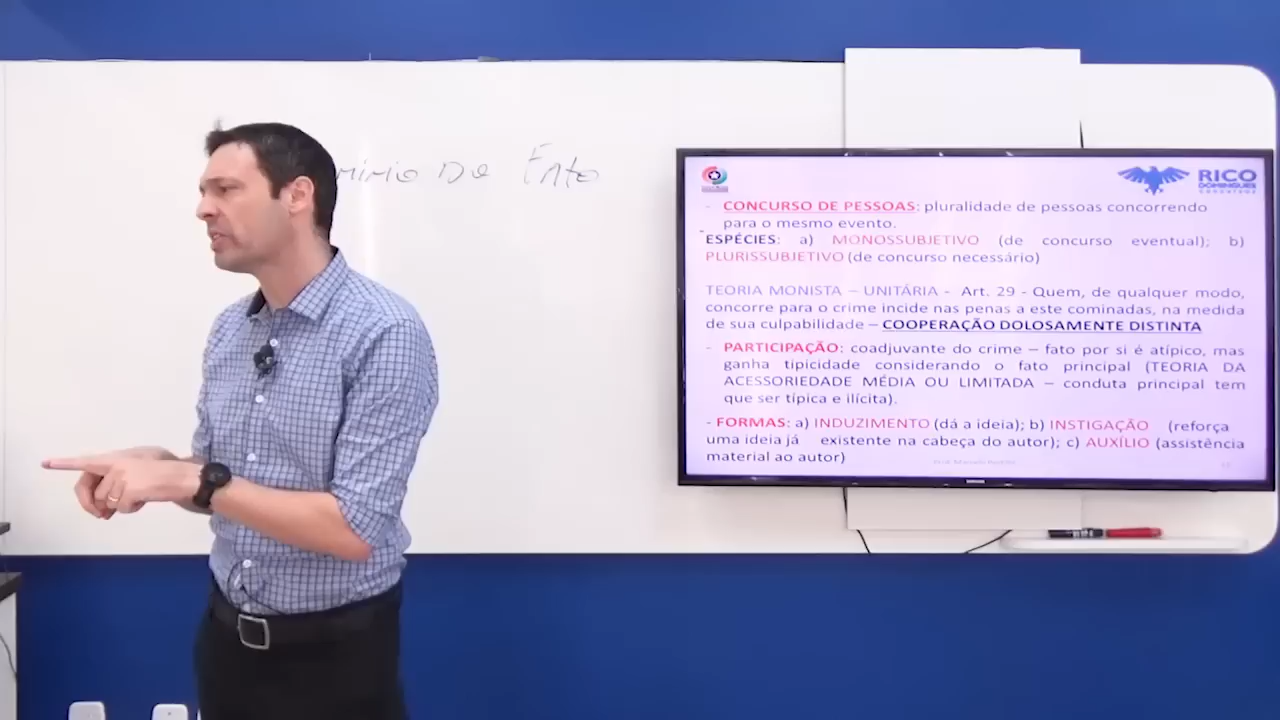 Do Fato
RICO
DOMINGUES
CONCURSOS
- CONCURSO DE PESSOAS: pluralidade de pessoas concorrendo
para o mesmo evento.
ESPÉCIES: a) MONOSSUBJETIVO (de concurso eventual); b)
PLURISSUBJETIVO (de concurso necessário)
TEORIA MONISTA – UNITÁRIA - Art. 29 - Quem, de qualquer modo,
concorre para o crime incide nas penas a este cominadas, na medida
de sua culpabilidade – COOPERAÇÃO DOLOSAMENTE DISTINTA
- PARTICIPAÇÃO: coadjuvante do crime – fato por si é atípico, mas
ganha tipicidade considerando o fato principal (TEORIA DA
ACESSORIEDADE MÉDIA OU LIMITADA – conduta principal tem
que ser típica e ilícita).
- FORMAS: a) INDUZIMENTO (dá a ideia); b) INSTIGAÇÃO (reforça
uma ideia já existente na cabeça do autor); c) AUXÍLIO (assistência
material ao autor)